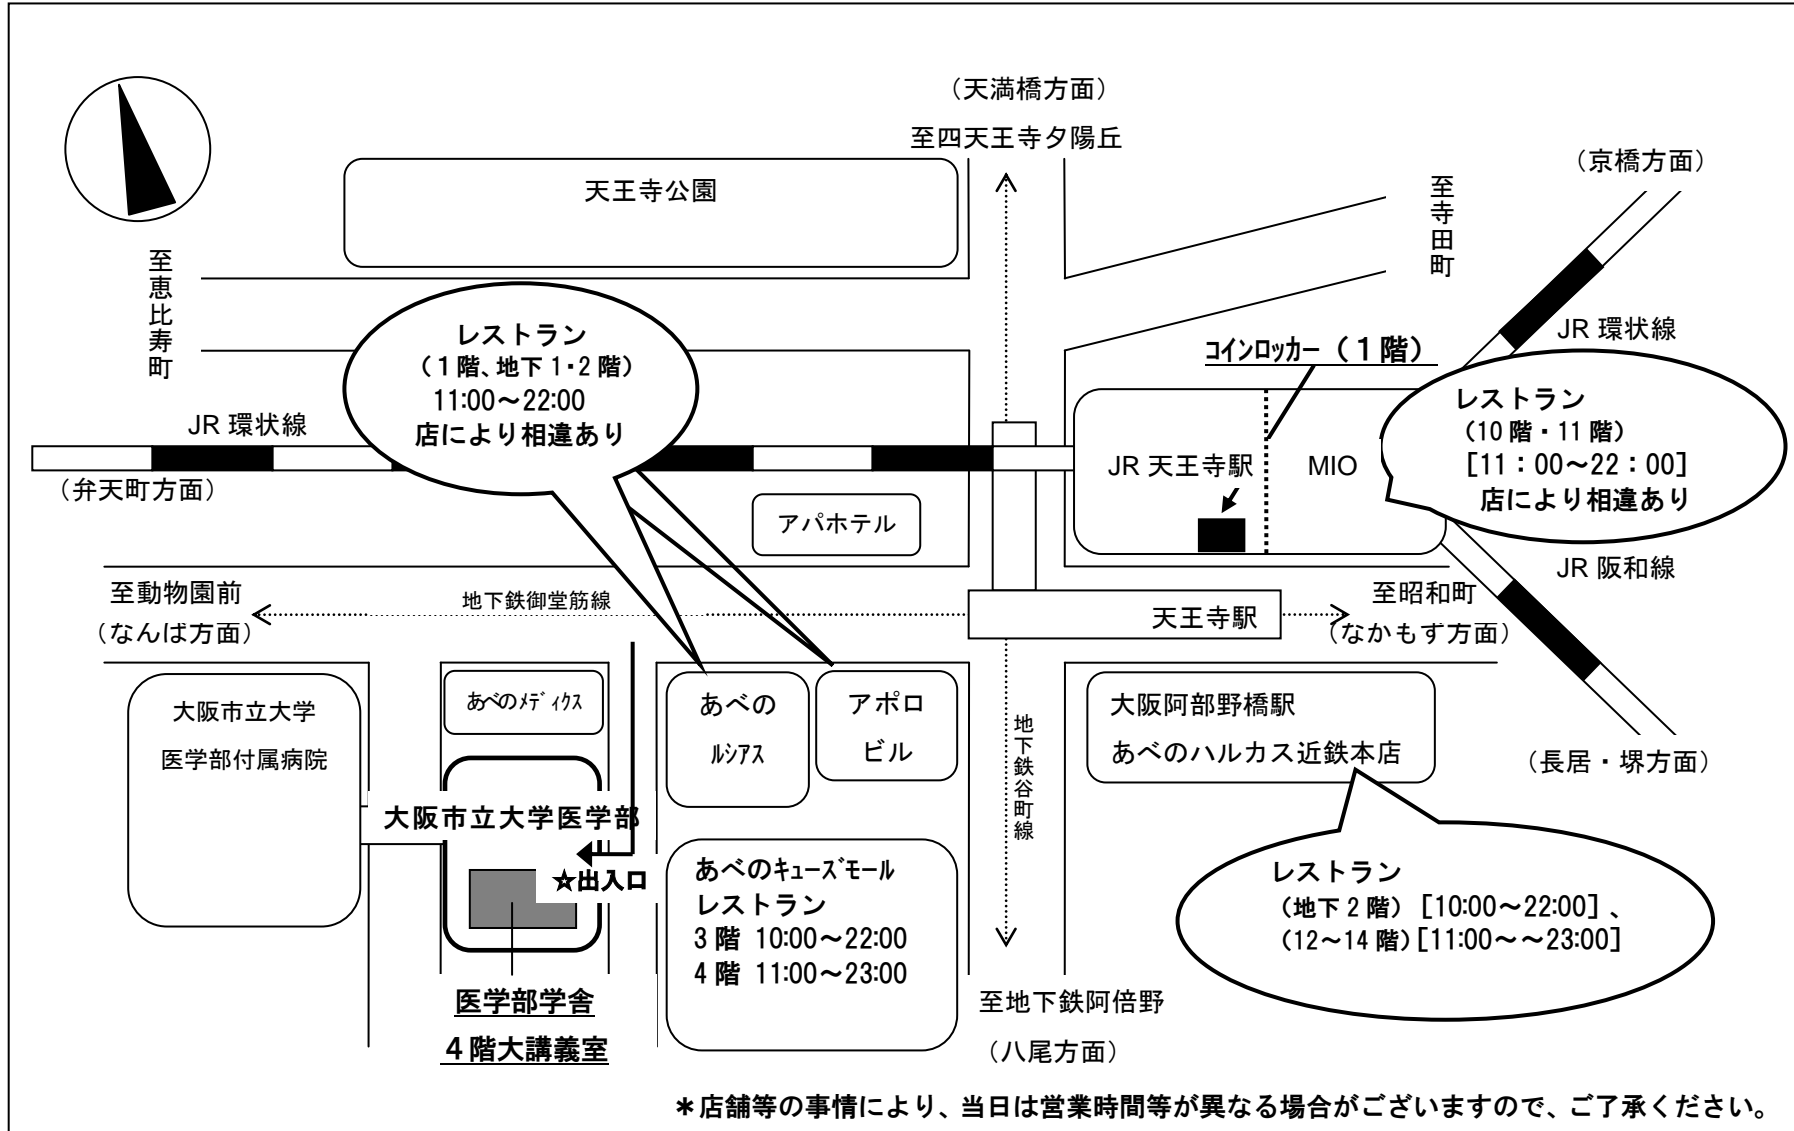 (天満橋方面)
至四天王寺夕陽丘
(京橋方面)
天王寺公園
至寺田町
至恵比寿町
レストラン
(1階、地下1・2階)
11:00～22:00
店により相違あり
コインロッカー(1階)
JR 環状線
レストラン
(10 階・11 階)
[11：00～22：00]
店により相違あり
JR 環状線
(弁天町方面)
JR 天王寺駅
MIO
アパホテル
JR 阪和線
至動物園前
(なんば方面)
地下鉄御堂筋線
天王寺駅
至昭和町
(なかもず方面)
大阪市立大学
医学部付属病院
あべのメディクス
あべの
ルシアス
アポロ
ビル
地下鉄谷町線
大阪阿部野橋駅
あべのハルカス近鉄本店
(長居・堺方面)
大阪市立大学医学部
☆出入口
あべのキューズモール
レストラン
3 階 10:00～22:00
4 階 11:00～23:00
レストラン
(地下 2 階) [10:00～22:00] 、
(12～14 階) [11:00～～23:00]
医学部学舎
4階大講義室
至地下鉄阿倍野
(八尾方面)
＊店舗等の事情により、当日は営業時間等が異なる場合がございますので、ご了承ください。